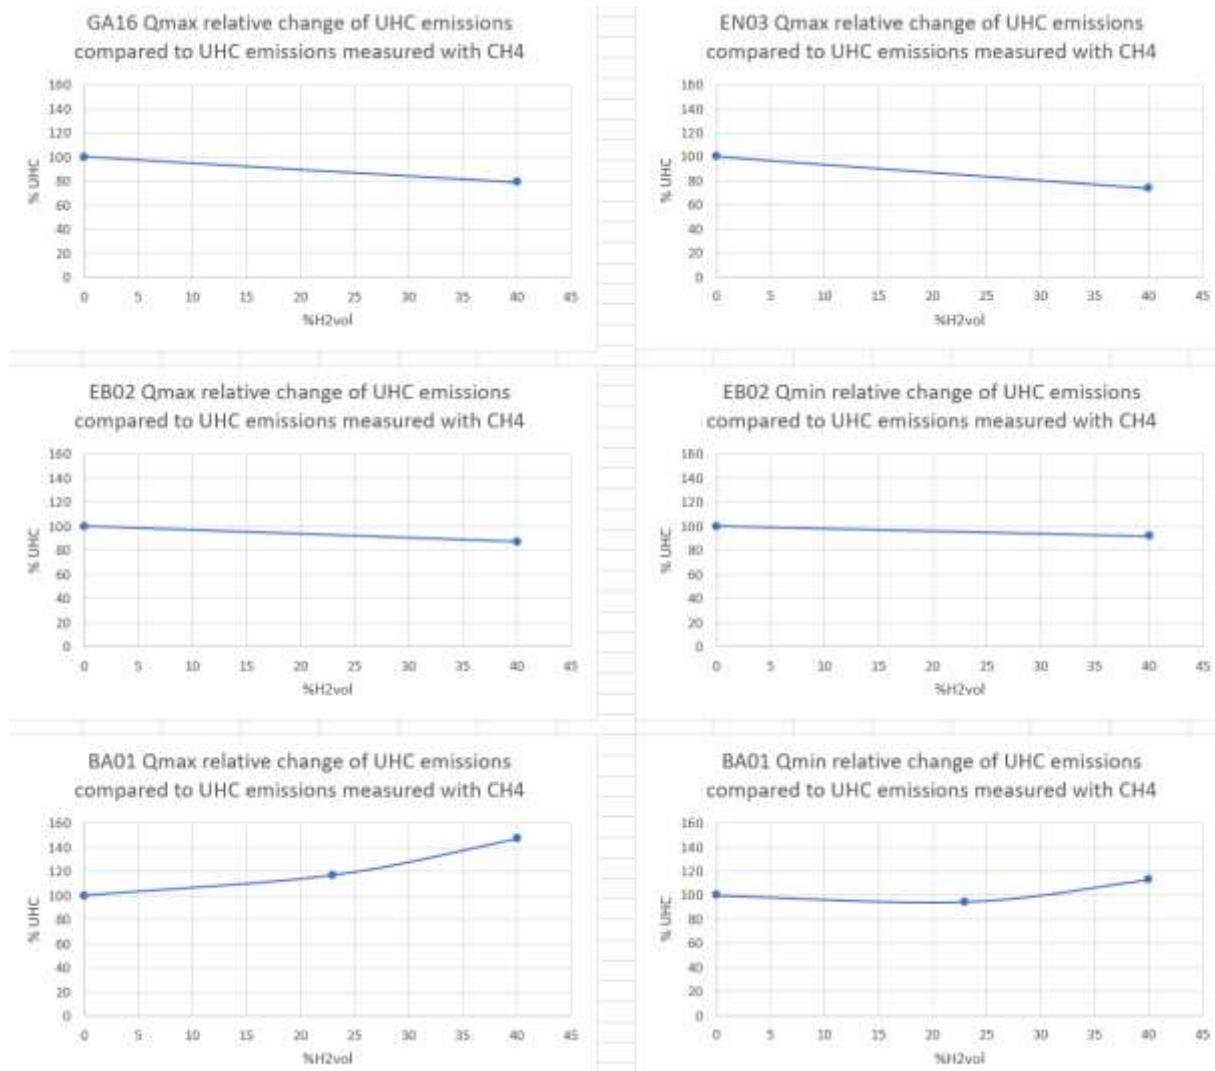 GA16 Qmax relative change of UHC emissions
compared to UHC emissions measured with CH4
160
140
120
100
80
60
40
20
0
% UHC
0 5 10 15 20 25 30 35 40 45
%H2vol
EN03 Qmax relative change of UHC emissions
compared to UHC emissions measured with CH4
160
140
120
100
80
60
40
20
0
% UHC
0 5 10 15 20 25 30 35 40 45
%H2vol
EB02 Qmax relative change of UHC emissions
compared to UHC emissions measured with CH4
160
140
120
100
80
60
40
20
0
% UHC
0 5 10 15 20 25 30 35 40 45
%H2vol
EB02 Qmin relative change of UHC emissions
compared to UHC emissions measured with CH4
160
140
120
100
80
60
40
20
0
% UHC
0 5 10 15 20 25 30 35 40 45
%H2vol
BA01 Qmax relative change of UHC emissions
compared to UHC emissions measured with CH4
160
140
120
100
80
60
40
20
0
% UHC
0 5 10 15 20 25 30 35 40 45
%H2vol
BA01 Qmin relative change of UHC emissions
compared to UHC emissions measured with CH4
160
140
120
100
80
60
40
20
0
% UHC
0 5 10 15 20 25 30 35 40 45
%H2vol